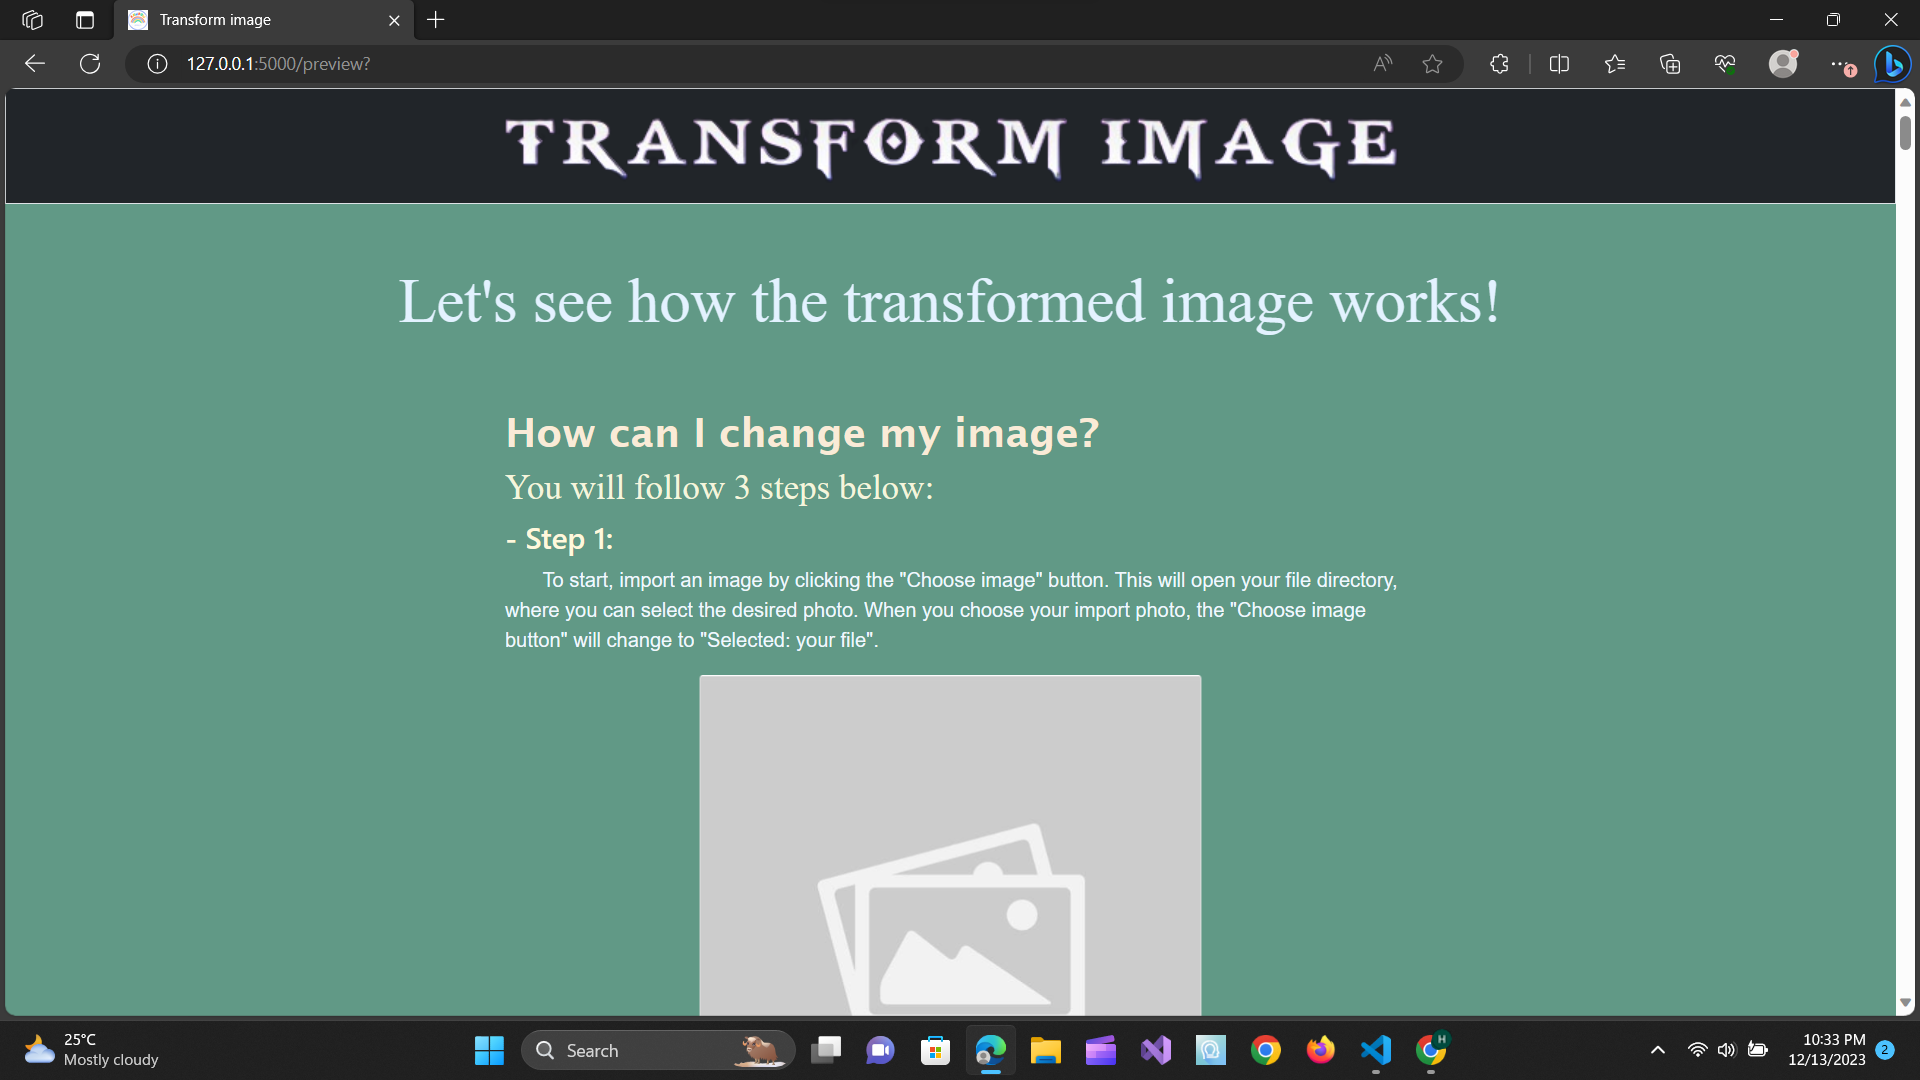 Transform image
127.0.0.1:5000/preview?
TRANSFORM IMAGE
Let's see how the transformed image works!
How can I change my image?
You will follow 3 steps below:
- Step 1:
To start, import an image by clicking the "Choose image" button. This will open your file directory,
where you can select the desired photo. When you choose your import photo, the "Choose image
button" will change to "Selected: your file".
25°C
Mostly cloudy
Search
H
10:33 PM
12/13/2023
2